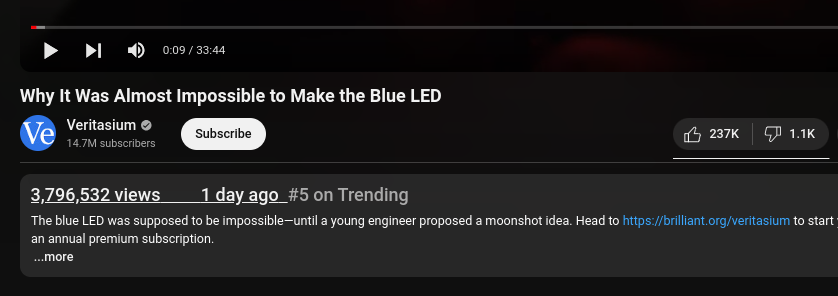 0:09 / 33:44
Why It Was Almost Impossible to Make the Blue LED
Ve
Veritasium
14.7M subscribers
Subscribe
237K
1.1K
3,796,532 views 1 day ago #5 on Trending
The blue LED was supposed to be impossible—until a young engineer proposed a moonshot idea. Head to https://brilliant.org/veritasium to start
an annual premium subscription.
...more